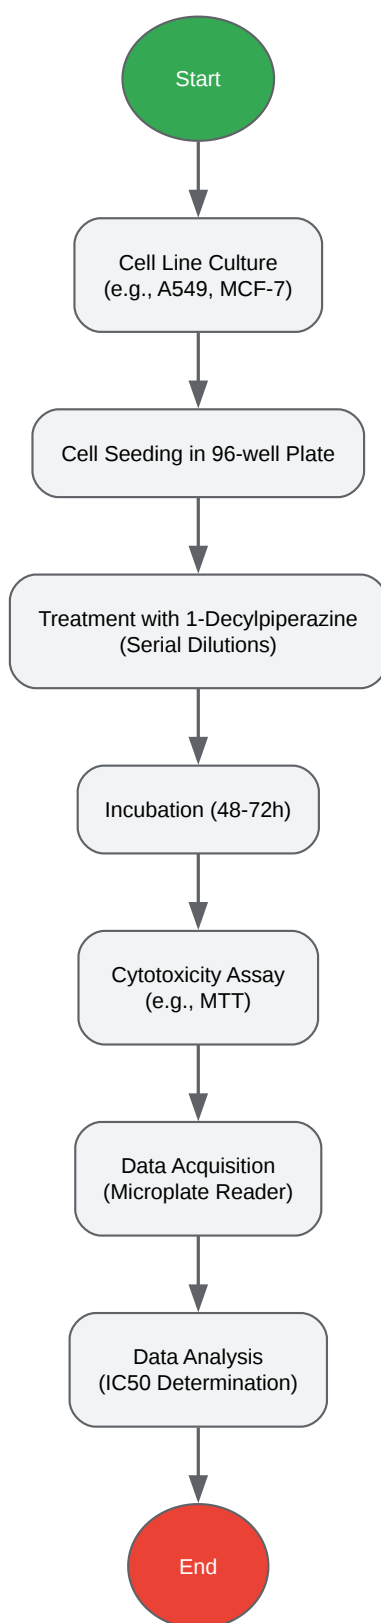 Start
Cell Line Culture
(e.g., A549, MCF-7)
Cell Seeding in 96-well Plate
Treatment with 1-Decylpiperazine
(Serial Dilutions)
Incubation (48-72h)
Cytotoxicity Assay
(e.g., MTT)
Data Acquisition
(Microplate Reader)
Data Analysis
(IC50 Determination)
End